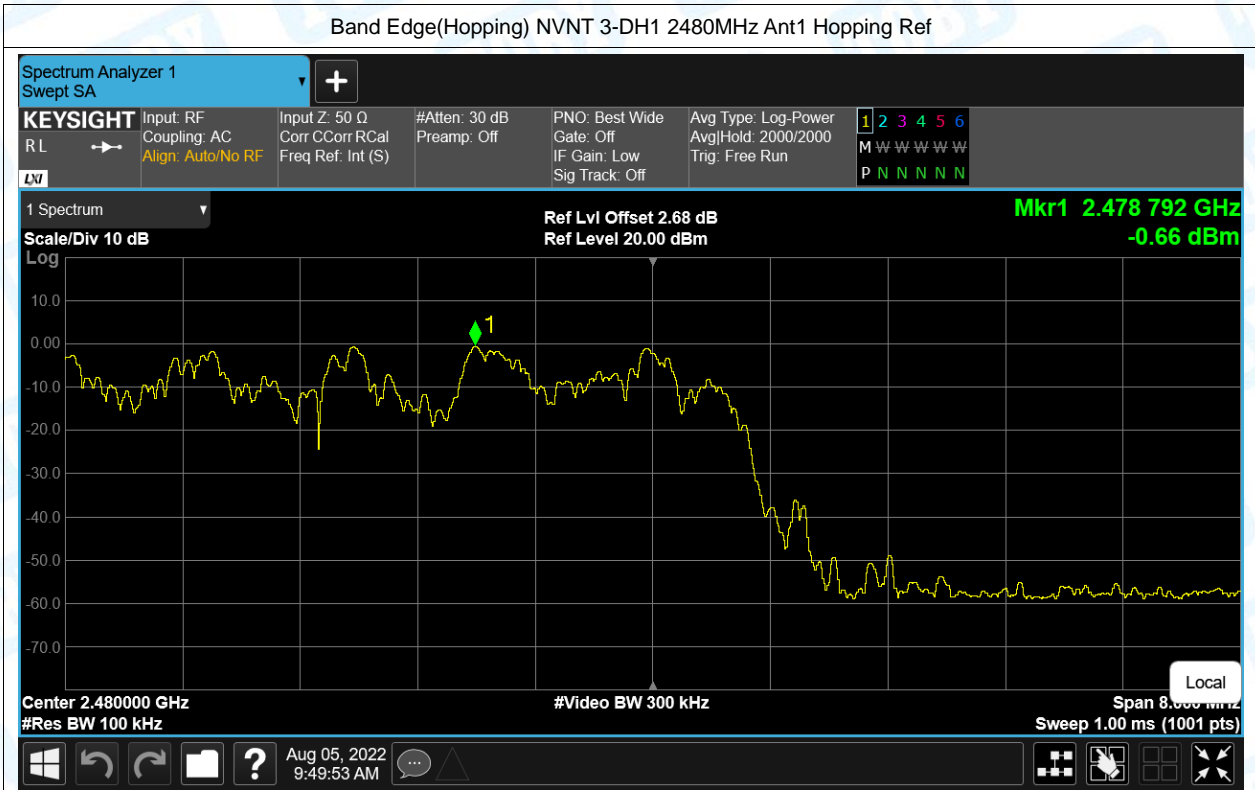 Band Edge(Hopping) NVNT 3-DH1 2480MHz Ant1 Hopping Ref
Spectrum Analyzer 1
Swept SA
KEYSIGHT
R L
LXI
Input: RF
Coupling: AC
Align: Auto/No RF
Input Z: 50 Ω
Corr CCorr RCal
Freq Ref: Int (S)
#Atten: 30 dB
Preamp: Off
PNO: Best Wide
Gate: Off
IF Gain: Low
Sig Track: Off
Avg Type: Log-Power
Avg|Hold: 2000/2000
Trig: Free Run
1 2 3 4 5 6
M W W W W W
P N N N N N
1 Spectrum
Scale/Div 10 dB
Ref Lvl Offset 2.68 dB
Ref Level 20.00 dBm
Mkr1 2.478 792 GHz
-0.66 dBm
Log
10.0
0.00
-10.0
-20.0
-30.0
-40.0
-50.0
-60.0
-70.0
1
Center 2.480000 GHz
#Res BW 100 kHz
#Video BW 300 kHz
Span 8.000 MHz
Sweep 1.00 ms (1001 pts)
Local
?
Aug 05, 2022
9:49:53 AM